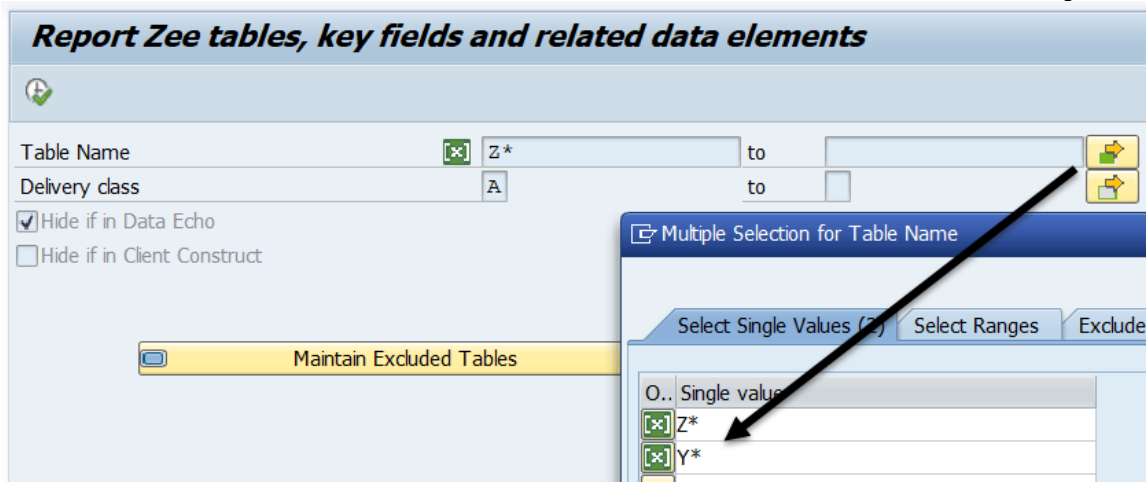 Report Zee tables, key fields and related data elements
Table Name Z* to
Delivery class A to
Hide if in Data Echo
Hide if in Client Construct
Multiple Selection for Table Name
Select Single Values (2) Select Ranges Exclude
Maintain Excluded Tables
O.. Single value
Z*
Y*